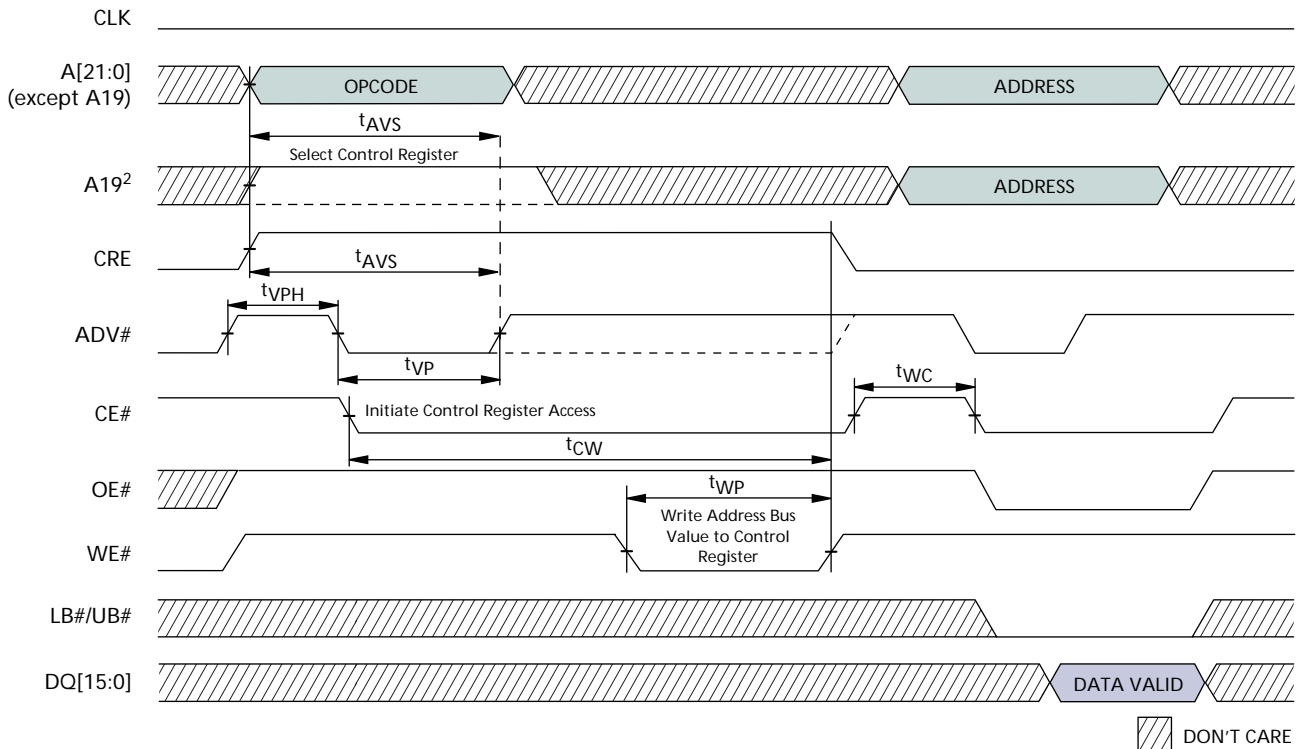 CLK
A[21:0]
(except A19)
OPCODE
ADDRESS
tAVS
Select Control Register
A19²
ADDRESS
CRE
tAVS
tVPH
ADV#
tVP
tWC
CE#
Initiate Control Register Access
tCW
OE#
tWP
Write Address Bus
Value to Control
Register
WE#
LB#/UB#
DQ[15:0]
DATA VALID
DON'T CARE